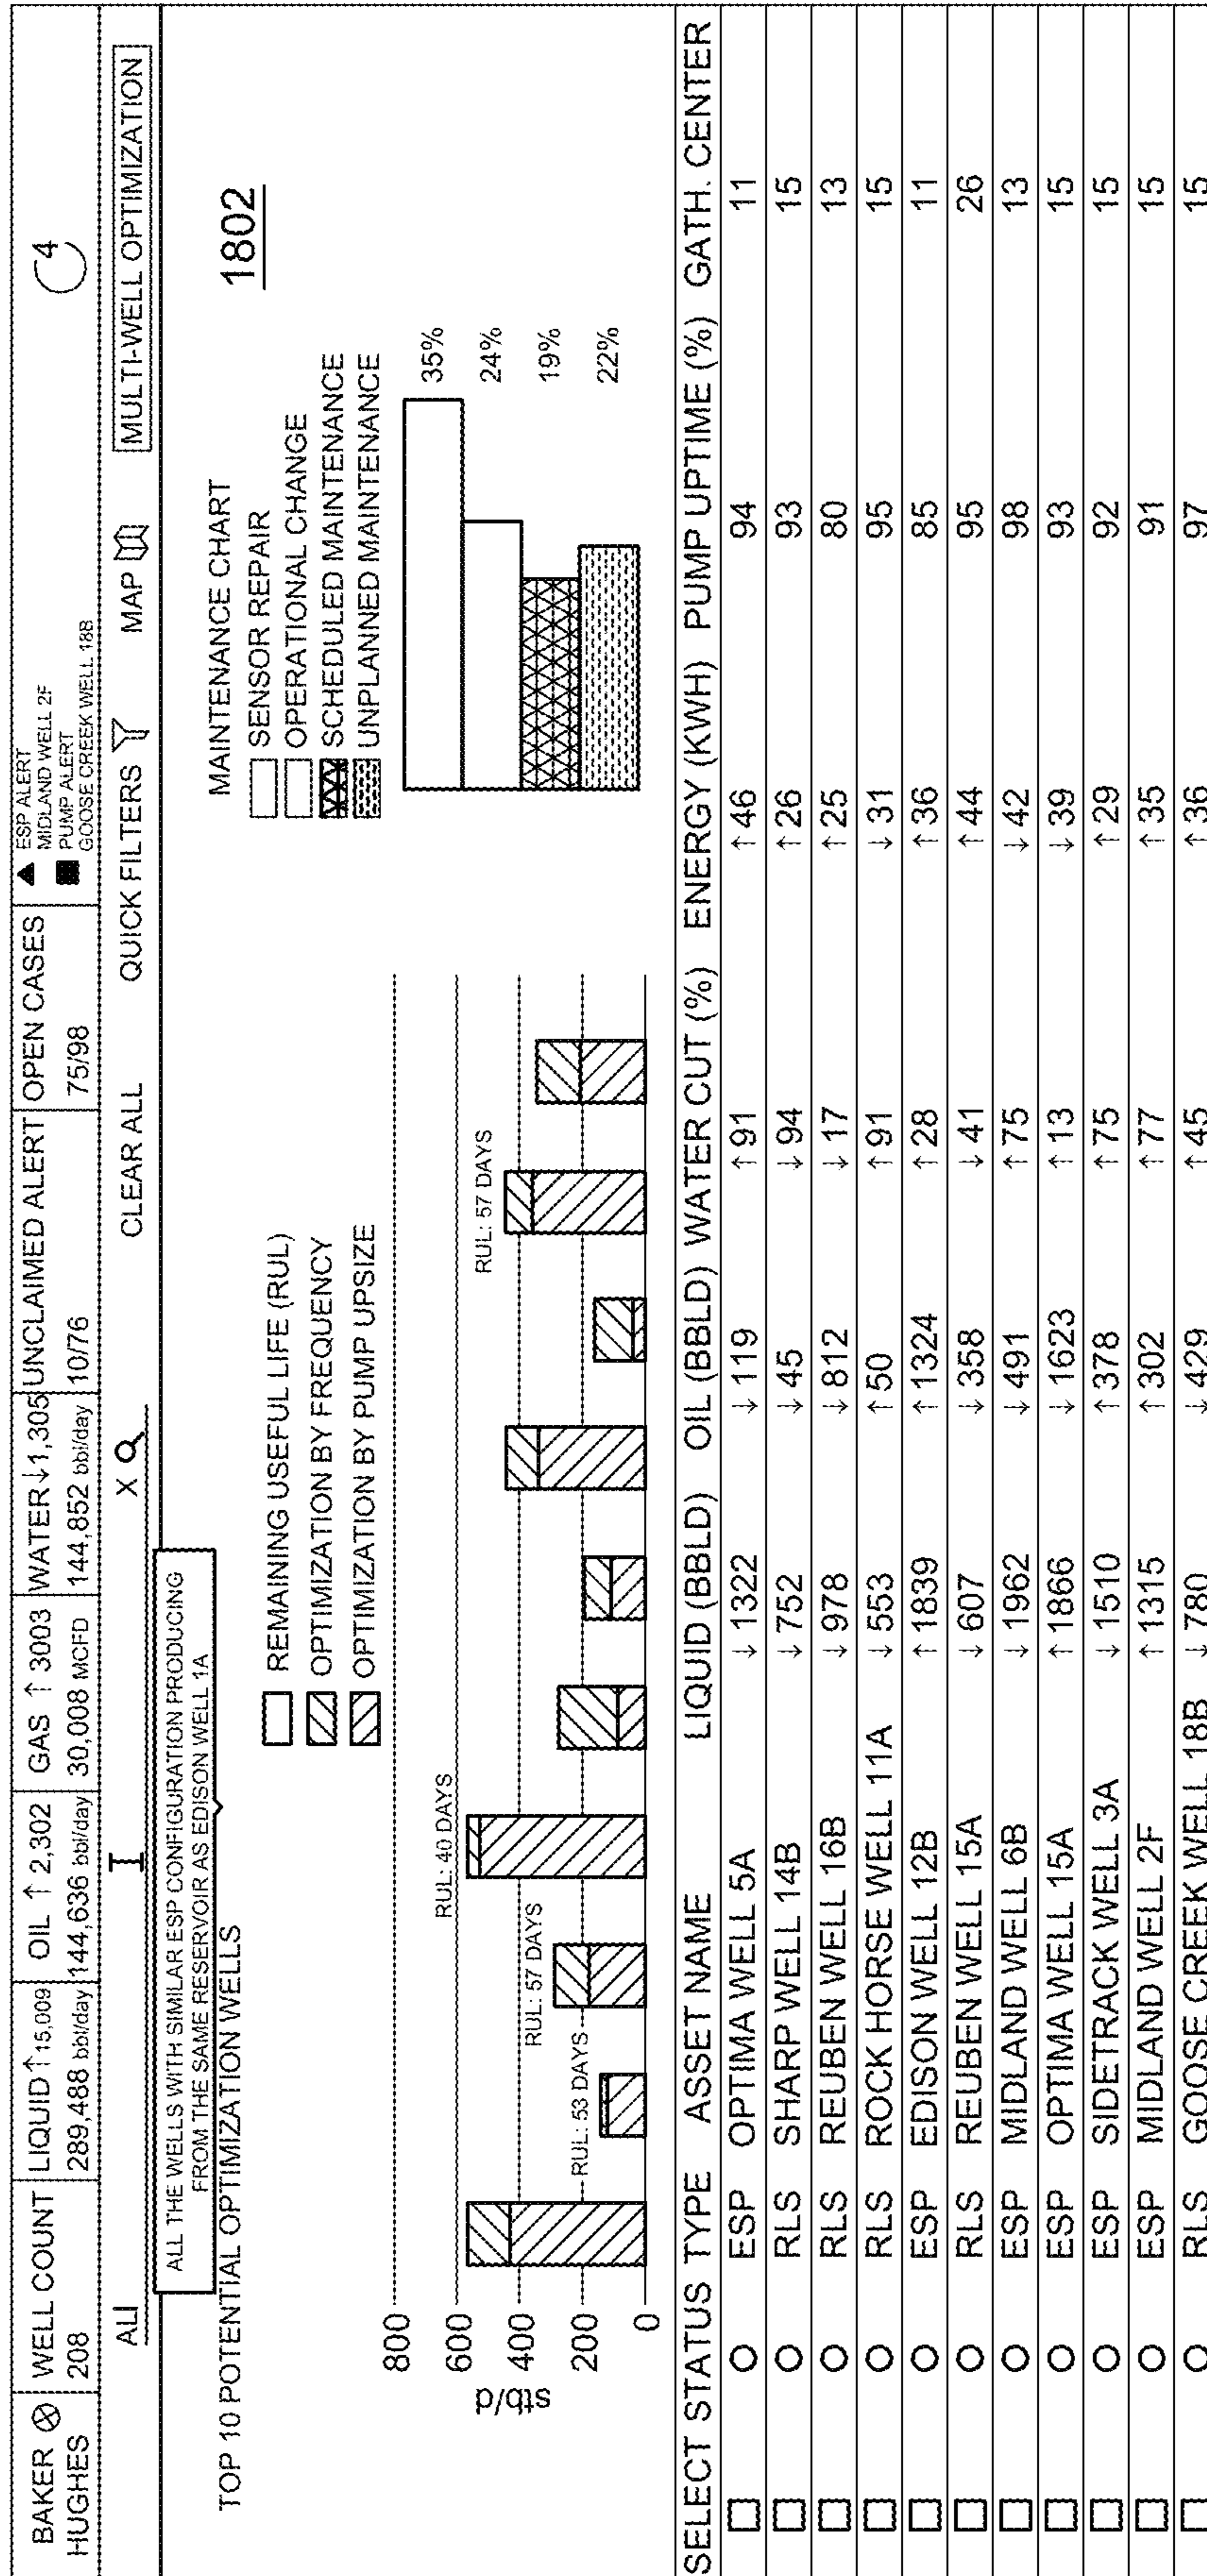 BAKER HUGHES
WELL COUNT
208
LIQUID ↑ 15,009
289,488 bbl/day
OIL ↑ 2,302
144,636 bbl/day
GAS ↑ 3003
30,008 MCFD
WATER ↓ 1,305
144,852 bbl/day
UNCLAIMED ALERT
10/76
OPEN CASES
75/98
ESP ALERT
MIDLAND WELL 2F
PUMP ALERT
GOOSE CREEK WELL 18B
4
ALI X CLEAR ALL QUICK FILTERS MAP MULTI-WELL OPTIMIZATION
ALL THE WELLS WITH SIMILAR ESP CONFIGURATION PRODUCING
FROM THE SAME RESERVOIR AS EDISON WELL 1A
TOP 10 POTENTIAL OPTIMIZATION WELLS
REMAINING USEFUL LIFE (RUL)
OPTIMIZATION BY FREQUENCY
OPTIMIZATION BY PUMP UPSIZE
stb/d
800
600
400
200
0
RUL: 53 DAYS
RUL: 57 DAYS
RUL: 40 DAYS
RUL: 57 DAYS
MAINTENANCE CHART
SENSOR REPAIR
OPERATIONAL CHANGE
SCHEDULED MAINTENANCE
UNPLANNED MAINTENANCE
35%
24%
19%
22%
1802
SELECT STATUS TYPE ASSET NAME LIQUID (BBLD) OIL (BBLD) WATER CUT (%) ENERGY (KWH) PUMP UPTIME (%) GATH. CENTER
ESP OPTIMA WELL 5A ↓ 1322 ↓ 119 ↑ 91 ↑ 46 94 11
RLS SHARP WELL 14B ↓ 752 ↓ 45 ↓ 94 ↑ 26 93 15
RLS REUBEN WELL 16B ↓ 978 ↓ 812 ↓ 17 ↑ 25 80 13
RLS ROCK HORSE WELL 11A ↓ 553 ↑ 50 ↑ 91 ↓ 31 95 15
ESP EDISON WELL 12B ↑ 1839 ↑ 1324 ↑ 28 ↑ 36 85 11
RLS REUBEN WELL 15A ↓ 607 ↓ 358 ↓ 41 ↑ 44 95 26
ESP MIDLAND WELL 6B ↓ 1962 ↓ 491 ↑ 75 ↓ 42 98 13
ESP OPTIMA WELL 15A ↑ 1866 ↓ 1623 ↑ 13 ↓ 39 93 15
ESP SIDETRACK WELL 3A ↓ 1510 ↑ 378 ↑ 75 ↑ 29 92 15
ESP MIDLAND WELL 2F ↑ 1315 ↑ 302 ↑ 77 ↑ 35 91 15
RLS GOOSE CREEK WELL 18B ↓ 780 ↓ 429 ↑ 45 ↑ 36 97 15